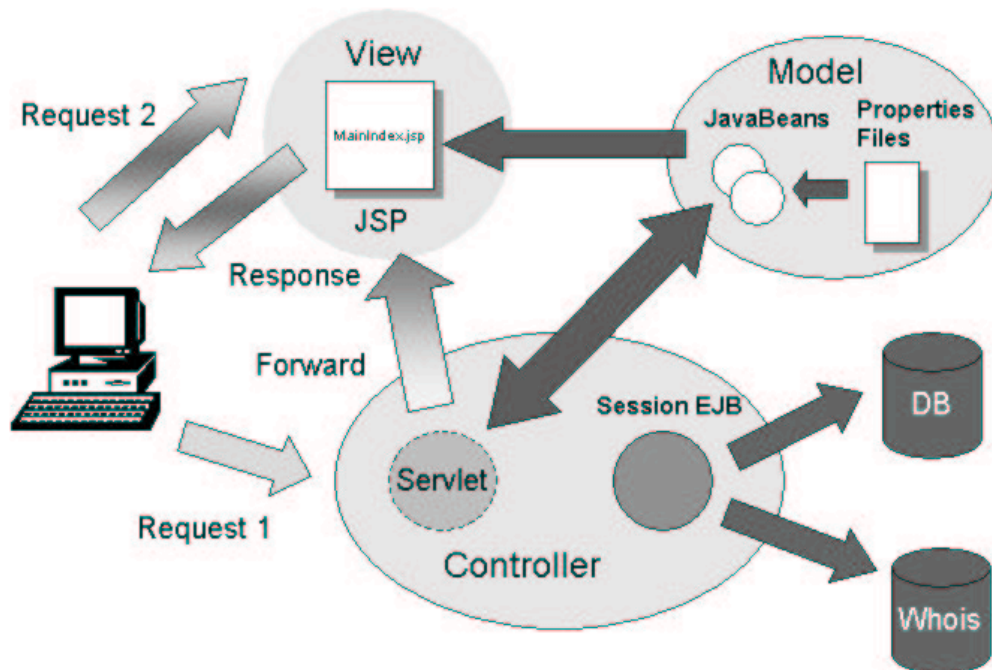 View
Model
Request 2
MainIndex.jsp
JavaBeans
Properties
Files
JSP
Response
Forward
Session EJB
DB
Servlet
Request 1
Controller
Whois